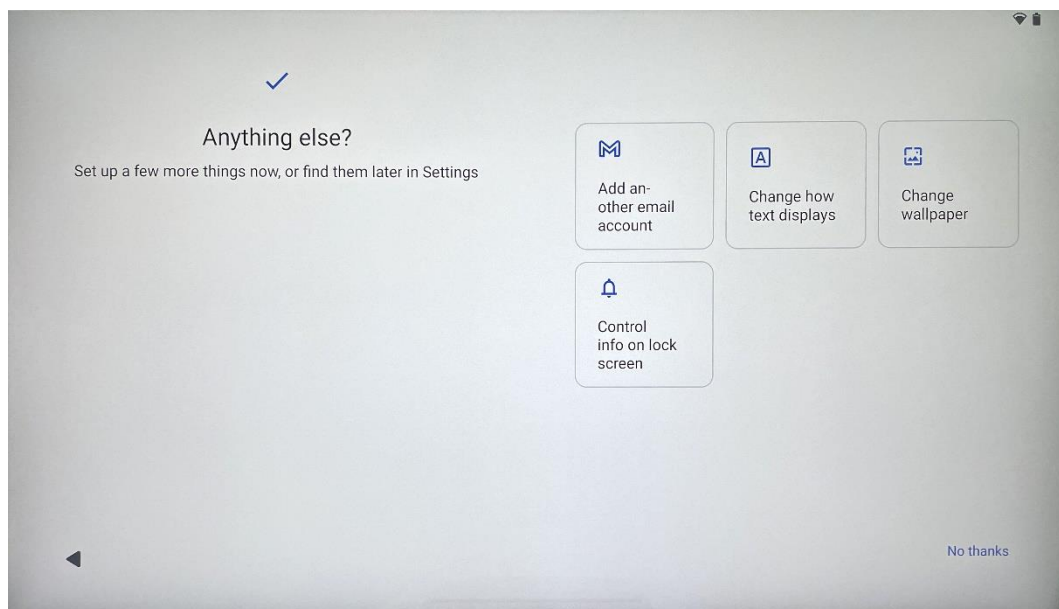 Anything else?
Set up a few more things now, or find them later in Settings
Add an-
other email
account
Change how
text displays
Change
wallpaper
Control
info on lock
screen
No thanks